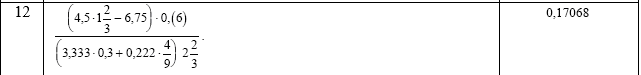 12
(4,5·1 2/3 − 6,75)·0,(6)
(3,333·0,3+0,222·4/9) 2 2/3 .
0,17068